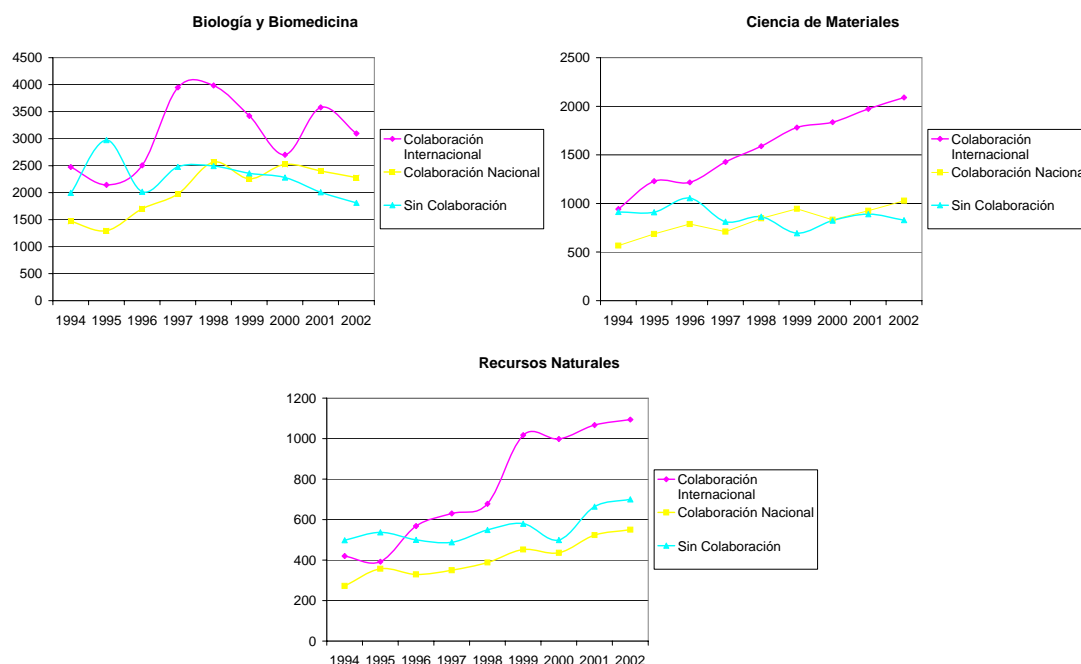 Biología y Biomedicina
4500
4000
3500
3000
2500
2000
1500
1000
500
0
1994 1995 1996 1997 1998 1999 2000 2001 2002
Colaboración
Internacional
Colaboración Nacional
Sin Colaboración
Ciencia de Materiales
2500
2000
1500
1000
500
0
1994 1995 1996 1997 1998 1999 2000 2001 2002
Colaboración
Internacional
Colaboración Nacional
Sin Colaboración
Recursos Naturales
1200
1000
800
600
400
200
0
1994 1995 1996 1997 1998 1999 2000 2001 2002
Colaboración
Internacional
Colaboración Nacional
Sin Colaboración